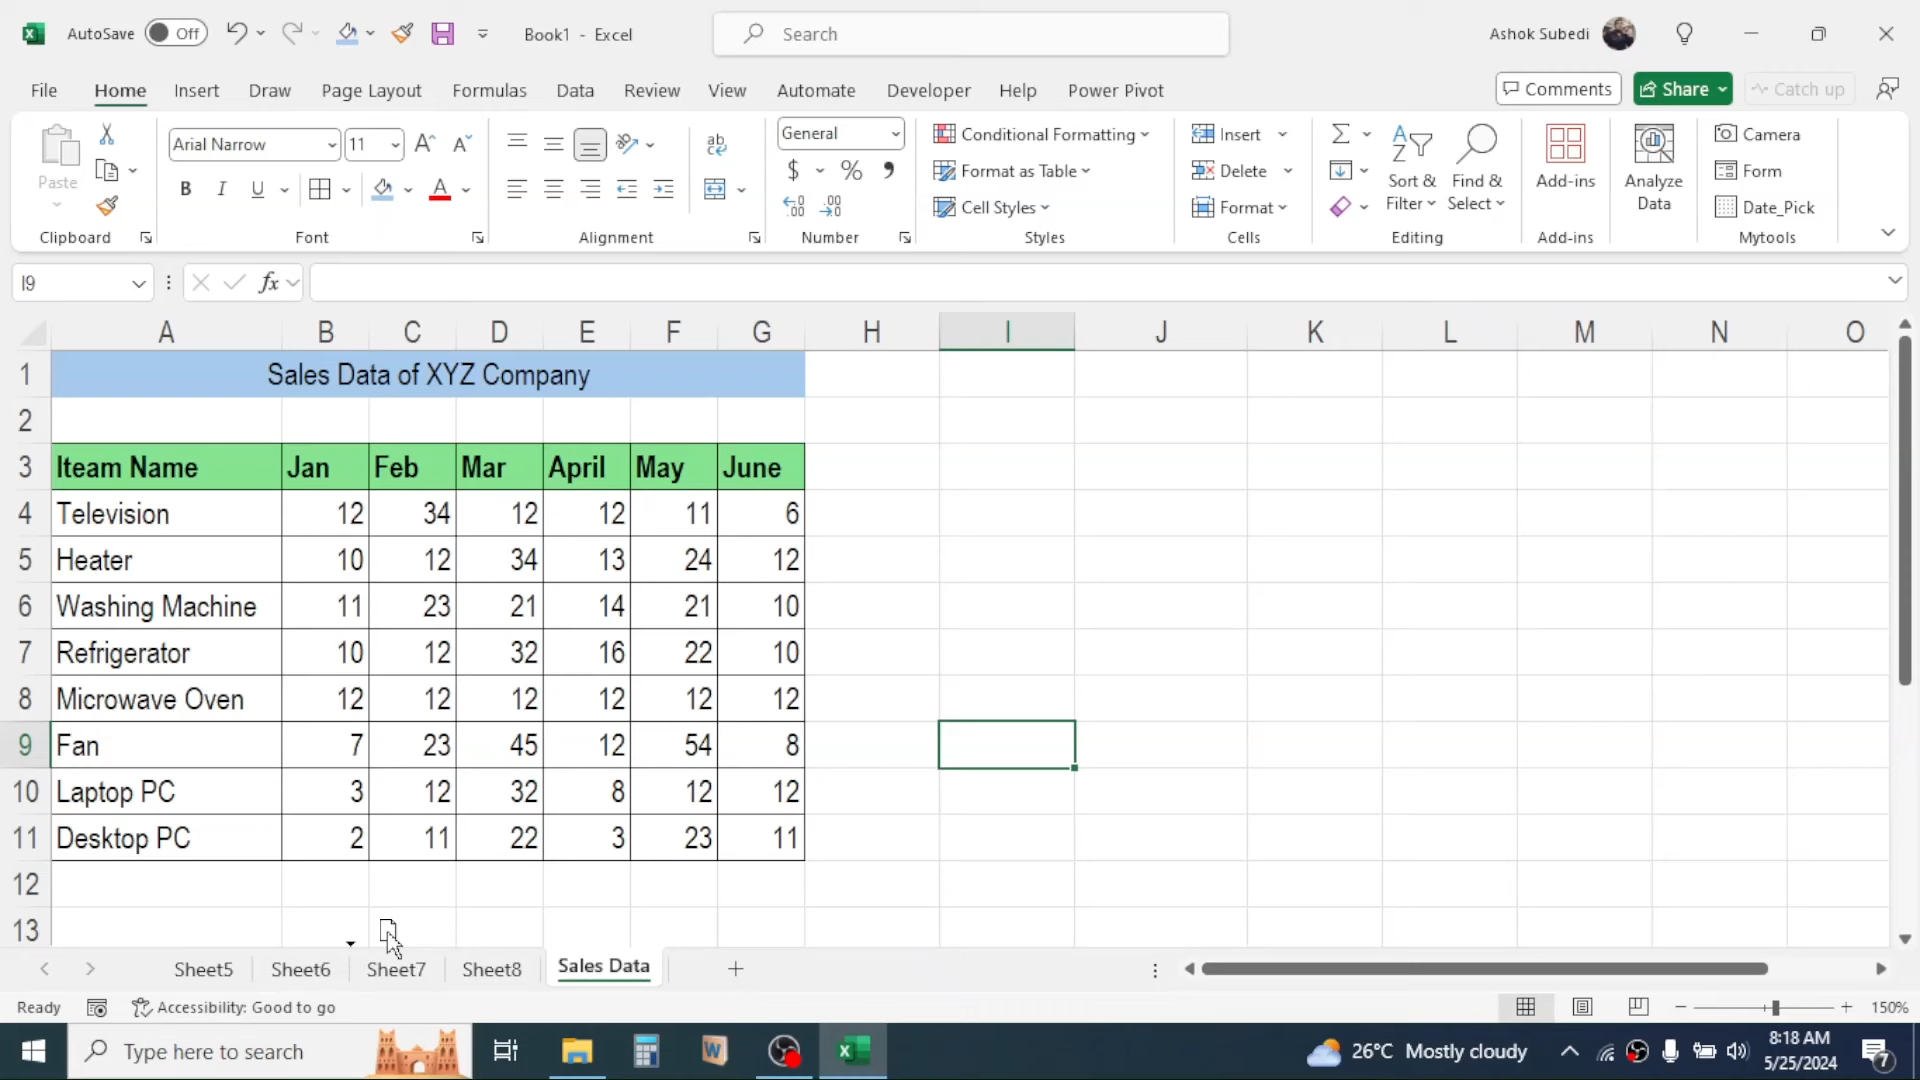 AutoSave Off Book1 - Excel Search Ashok Subedi
File Home Insert Draw Page Layout Formulas Data Review View Automate Developer Help Power Pivot Comments Share Catch up
Paste Arial Narrow 11 General Conditional Formatting Insert Camera
Format as Table Delete Sort & Filter Find & Select Add-ins Analyze Data Form
B I U A $ % Cell Styles Format Date_Pick
Clipboard Font Alignment Number Styles Cells Editing Add-ins Mytools
I9 fx
A B C D E F G H I J K L M N O
1 Sales Data of XYZ Company
2
3 Iteam Name Jan Feb Mar April May June
4 Television 12 34 12 12 11 6
5 Heater 10 12 34 13 24 12
6 Washing Machine 11 23 21 14 21 10
7 Refrigerator 10 12 32 16 22 10
8 Microwave Oven 12 12 12 12 12 12
9 Fan 7 23 45 12 54 8
10 Laptop PC 3 12 32 8 12 12
11 Desktop PC 2 11 22 3 23 11
12
13
Sheet5 Sheet6 Sheet7 Sheet8 Sales Data
Ready Accessibility: Good to go 150%
Type here to search 26°C Mostly cloudy 8:18 AM
5/25/2024 7